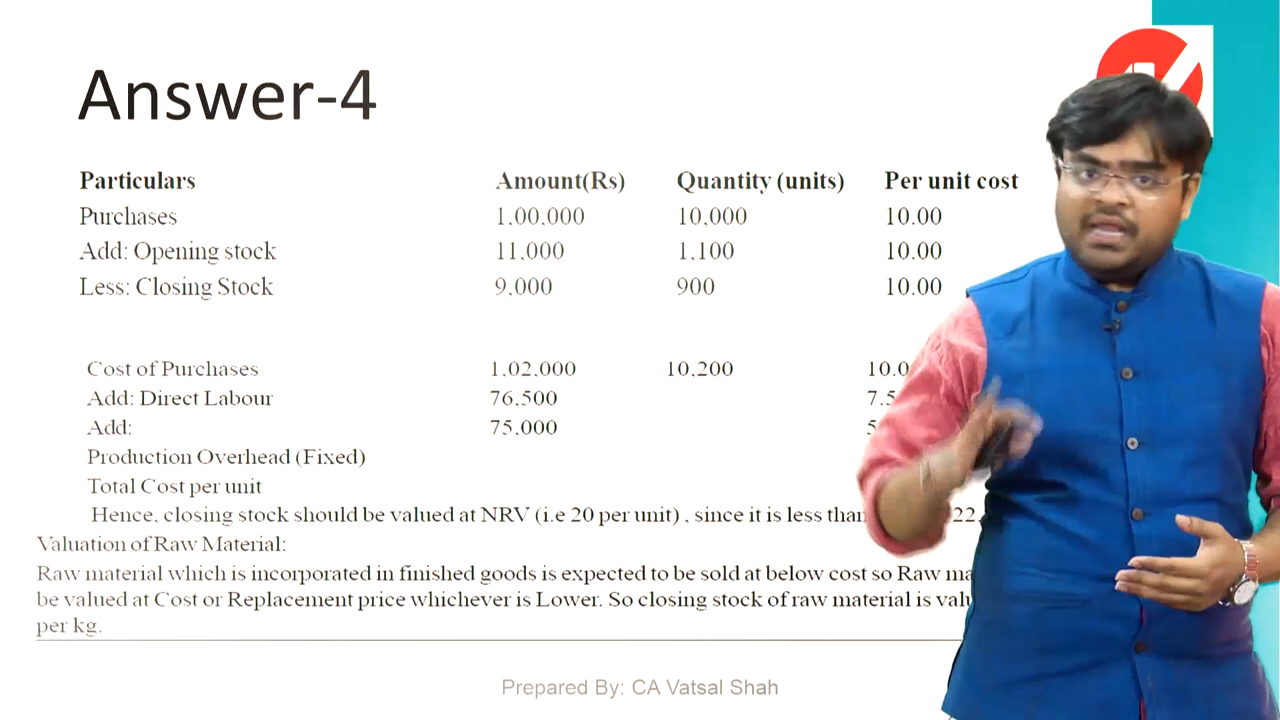 Answer-4
Particulars Amount(Rs) Quantity (units) Per unit cost
Purchases 1,00,000 10,000 10.00
Add: Opening stock 11,000 1,100 10.00
Less: Closing Stock 9,000 900 10.00
Cost of Purchases 1,02,000 10,200 10.0
Add: Direct Labour 76,500 7.5
Add: 75,000 5
Production Overhead (Fixed)
Total Cost per unit
Hence, closing stock should be valued at NRV (i.e 20 per unit) , since it is less than 22.
Valuation of Raw Material:
Raw material which is incorporated in finished goods is expected to be sold at below cost so Raw
be valued at Cost or Replacement price whichever is Lower. So closing stock of raw material is
per kg.
Prepared By: CA Vatsal Shah